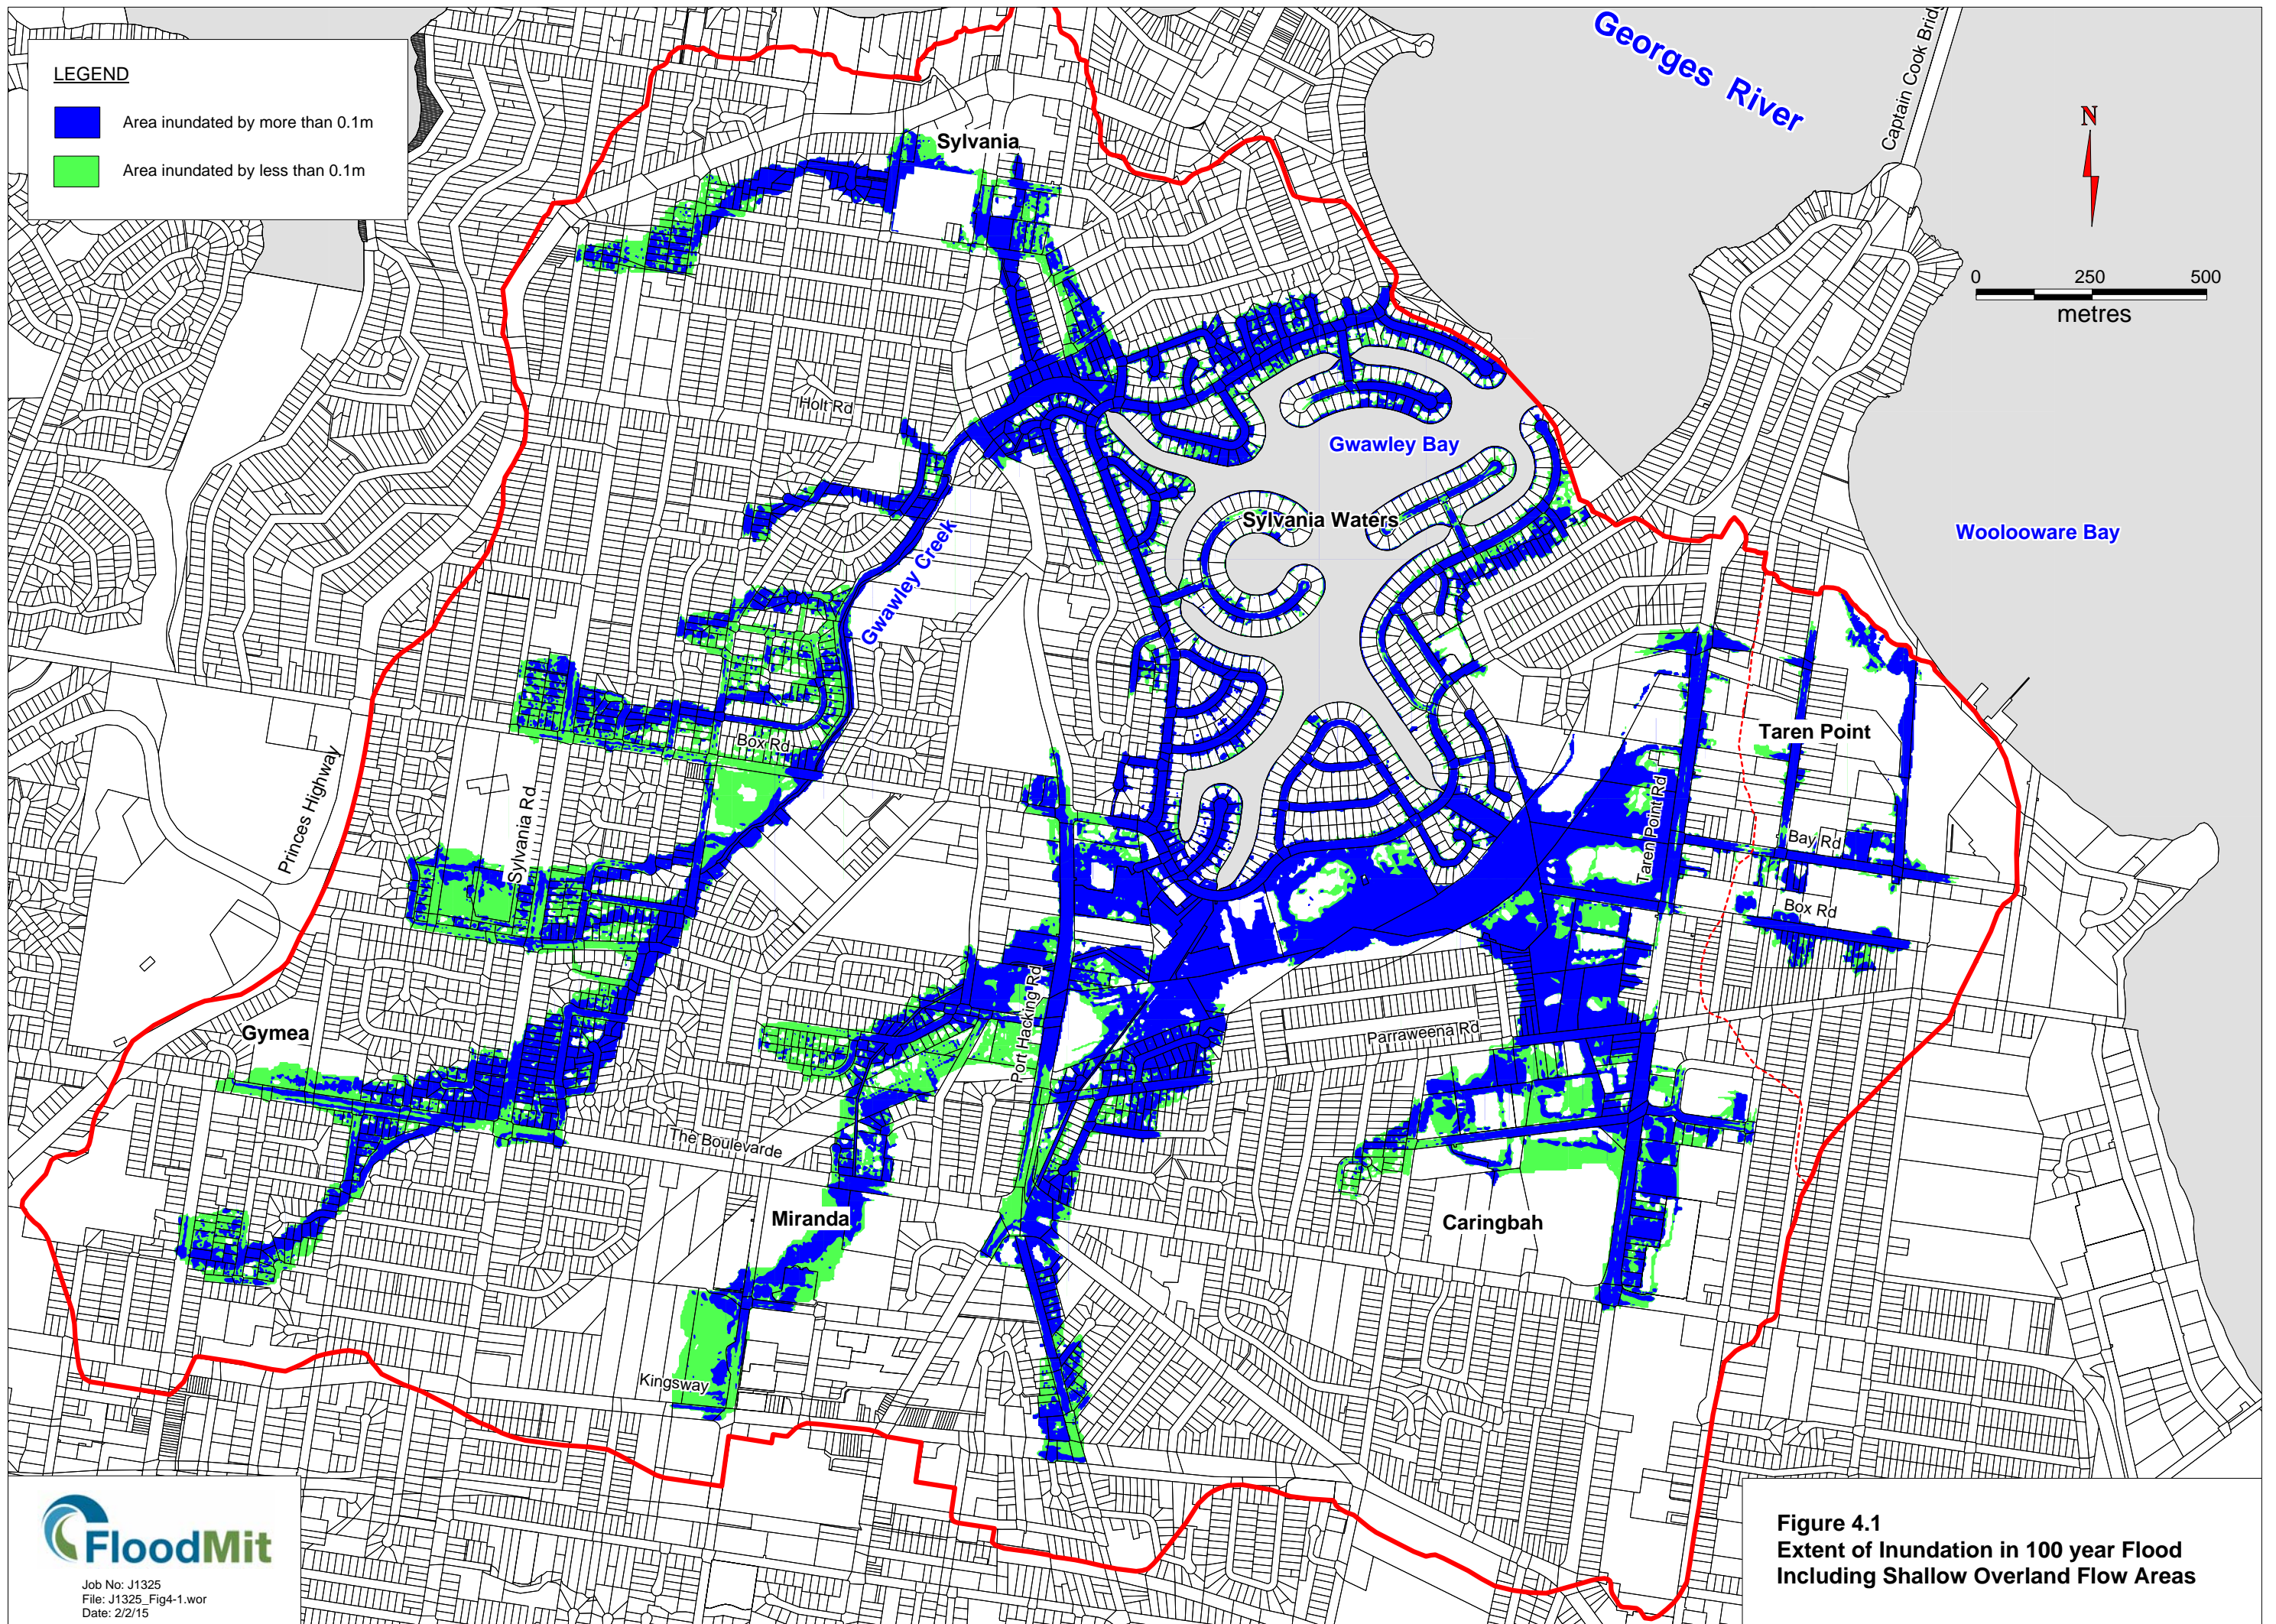 LEGEND
Area inundated by more than 0.1m
Area inundated by less than 0.1m
Georges River
Captain Cook Bridg
N
0 250 500
metres
Sylvania
Holt Rd
Gwawley Bay
Sylvania Waters
Woolooware Bay
Gwawley Creek
Taren Point
Box Rd
Princes Highway
Sylvania Rd
Taren Point Rd
Bay Rd
Box Rd
Port Hacking Rd
Gymea
Parraweena Rd
The Boulevarde
Miranda
Caringbah
Kingsway
FloodMit
Job No: J1325
File: J1325_Fig4-1.wor
Date: 2/2/15
Figure 4.1
Extent of Inundation in 100 year Flood
Including Shallow Overland Flow Areas